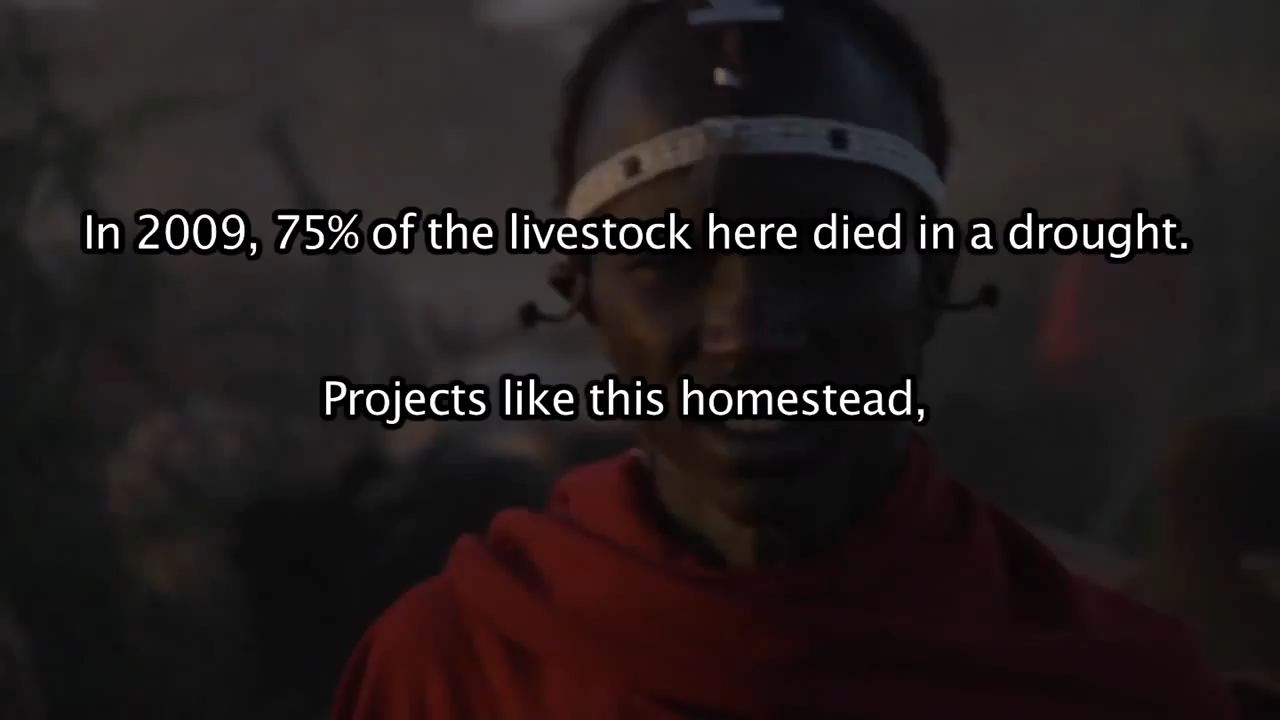 In 2009, 75% of the livestock here died in a drought.
Projects like this homestead,